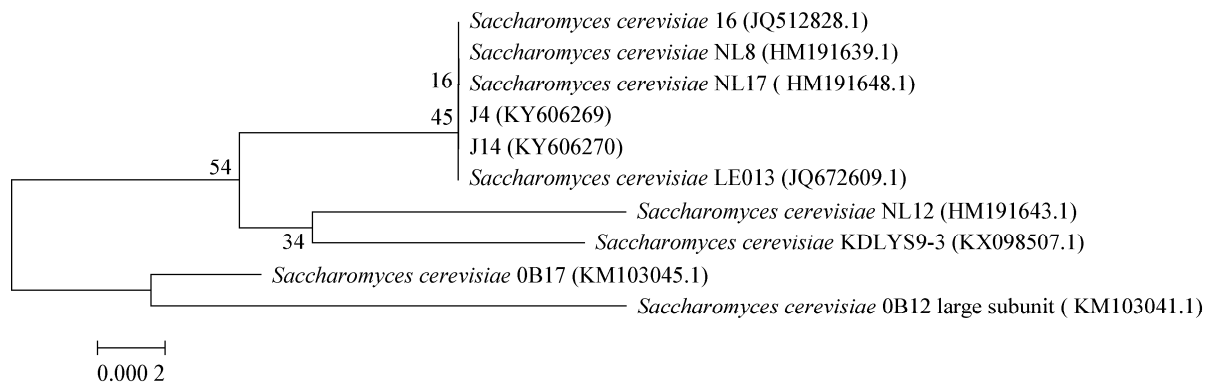 Saccharomyces cerevisiae 16 (JQ512828.1)
Saccharomyces cerevisiae NL8 (HM191639.1)
16
Saccharomyces cerevisiae NL17 ( HM191648.1)
45
J4 (KY606269)
J14 (KY606270)
54
Saccharomyces cerevisiae LE013 (JQ672609.1)
Saccharomyces cerevisiae NL12 (HM191643.1)
34
Saccharomyces cerevisiae KDLYS9-3 (KX098507.1)
Saccharomyces cerevisiae 0B17 (KM103045.1)
Saccharomyces cerevisiae 0B12 large subunit ( KM103041.1)
0.000 2